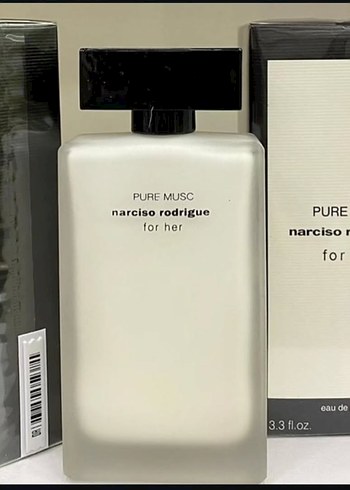 PURE MUSC
narciso rodrigue
for her
PURE
narciso r
for
eau de
3.3 fl.oz.